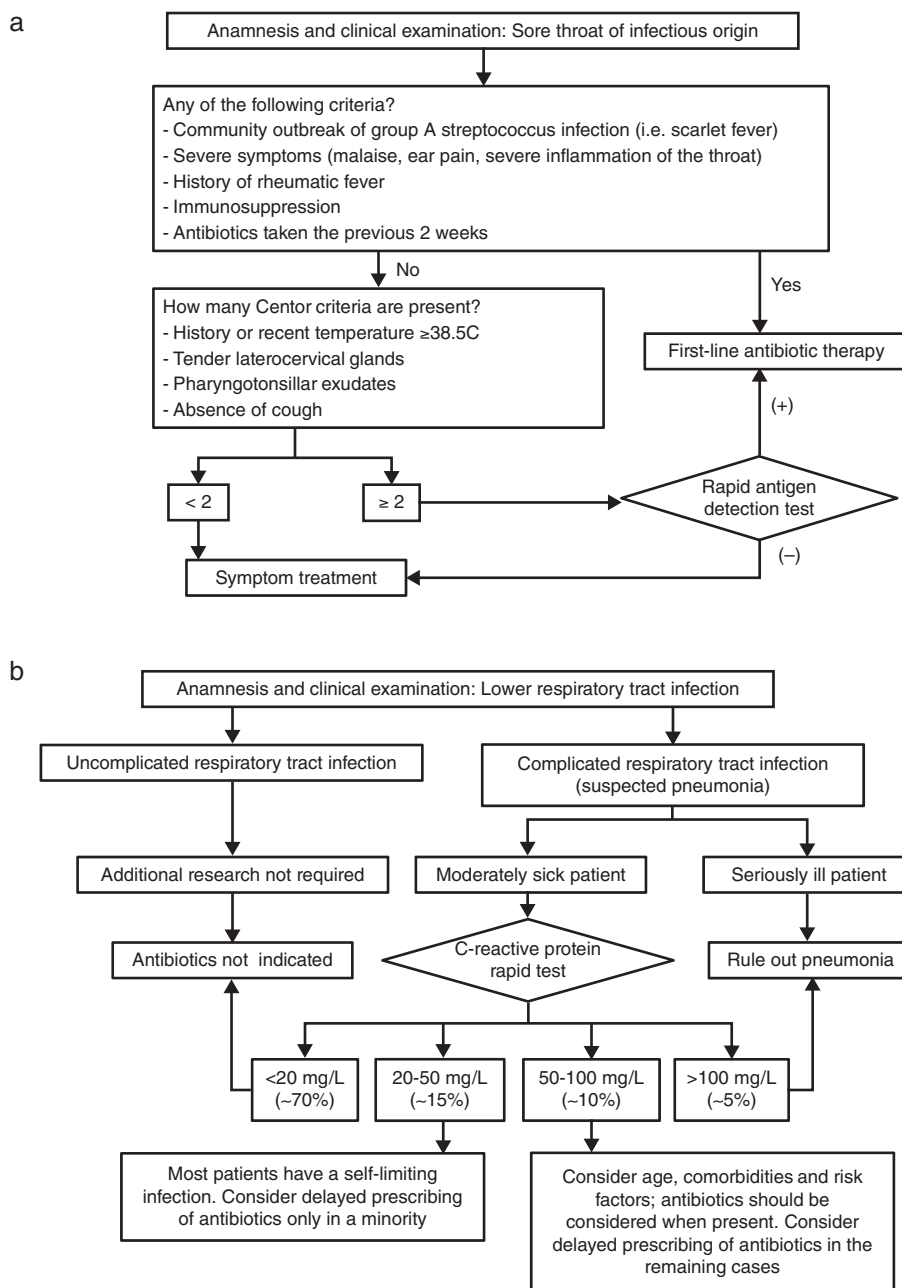 a
Anamnesis and clinical examination: Sore throat of infectious origin
Any of the following criteria?
- Community outbreak of group A streptococcus infection (i.e. scarlet fever)
- Severe symptoms (malaise, ear pain, severe inflammation of the throat)
- History of rheumatic fever
- Immunosuppression
- Antibiotics taken the previous 2 weeks
No
Yes
How many Centor criteria are present?
- History or recent temperature ≥38.5C
- Tender laterocervical glands
- Pharyngotonsillar exudates
- Absence of cough
First-line antibiotic therapy
(+)
< 2
≥ 2
Rapid antigen
detection test
(–)
Symptom treatment
b
Anamnesis and clinical examination: Lower respiratory tract infection
Uncomplicated respiratory tract infection
Complicated respiratory tract infection
(suspected pneumonia)
Additional research not required
Moderately sick patient
Seriously ill patient
Antibiotics not indicated
C-reactive protein
rapid test
Rule out pneumonia
<20 mg/L
(~70%)
20-50 mg/L
(~15%)
50-100 mg/L
(~10%)
>100 mg/L
(~5%)
Most patients have a self-limiting
infection. Consider delayed prescribing
of antibiotics only in a minority
Consider age, comorbidities and risk
factors; antibiotics should be
considered when present. Consider
delayed prescribing of antibiotics in the
remaining cases